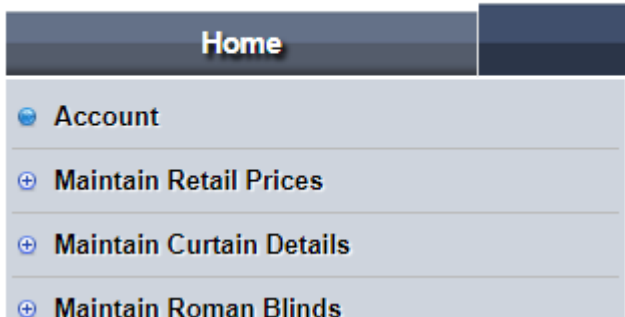 Home
Account
Maintain Retail Prices
Maintain Curtain Details
Maintain Roman Blinds